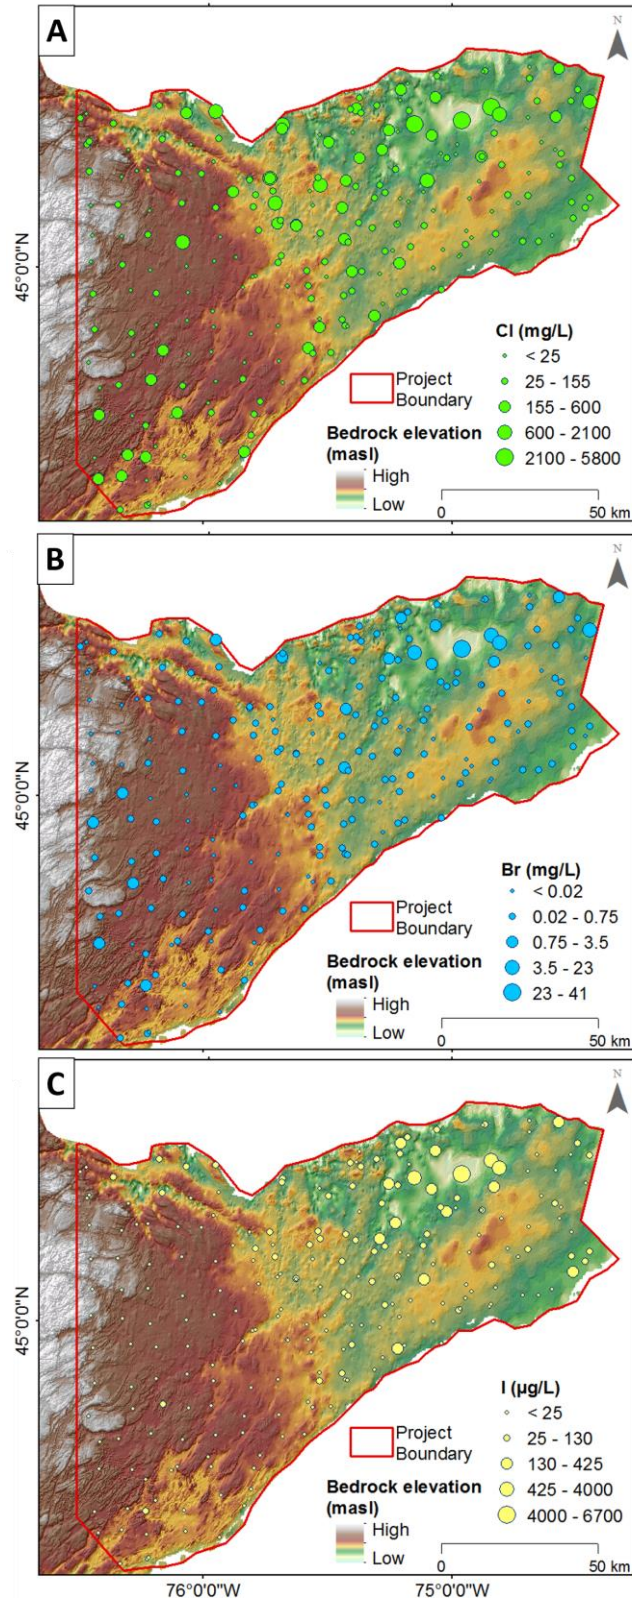 A
N
45°0'0"N
Cl (mg/L)
< 25
25 - 155
155 - 600
600 - 2100
2100 - 5800
Project
Boundary
Bedrock elevation
(masl)
High
Low
0 50 km
B
N
45°0'0"N
Br (mg/L)
< 0.02
0.02 - 0.75
0.75 - 3.5
3.5 - 23
23 - 41
Project
Boundary
Bedrock elevation
(masl)
High
Low
0 50 km
C
N
45°0'0"N
I (µg/L)
< 25
25 - 130
130 - 425
425 - 4000
4000 - 6700
Project
Boundary
Bedrock elevation
(masl)
High
Low
0 50 km
76°0'0"W 75°0'0"W